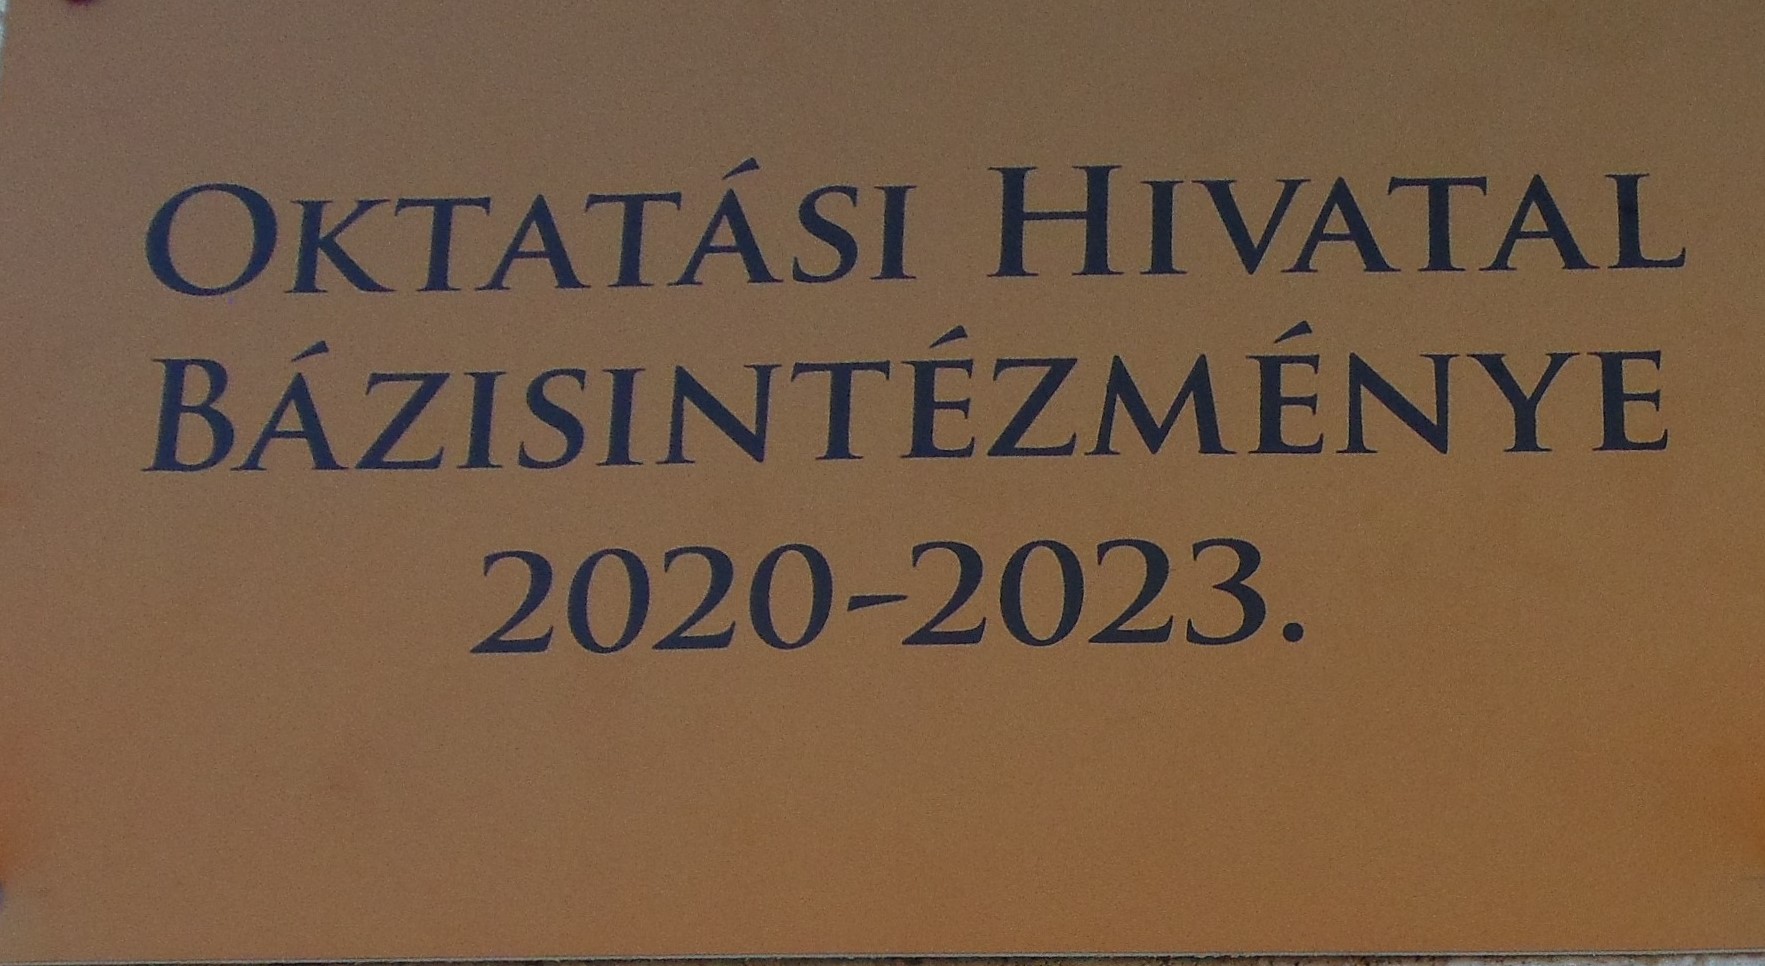 Oktatási Hivatal
Bázisintézménye
2020-2023.